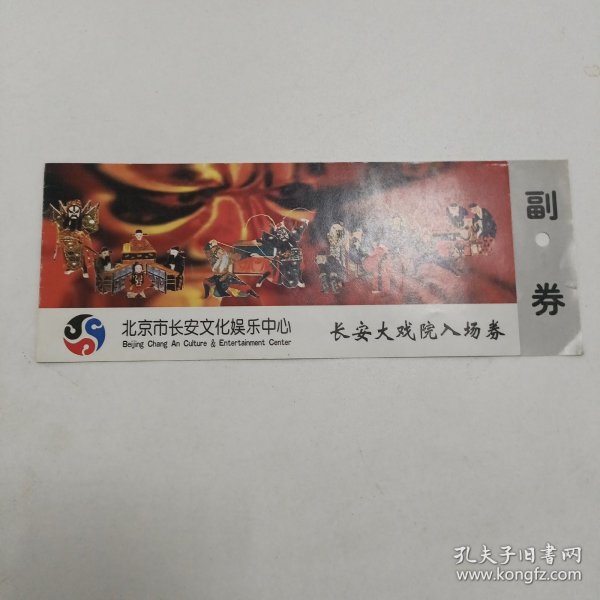 副
券
北京市长安文化娱乐中心
Beijing Chang An Culture & Entertainment Center
长安大戏院入场券
孔夫子旧书网
www.kongfz.com